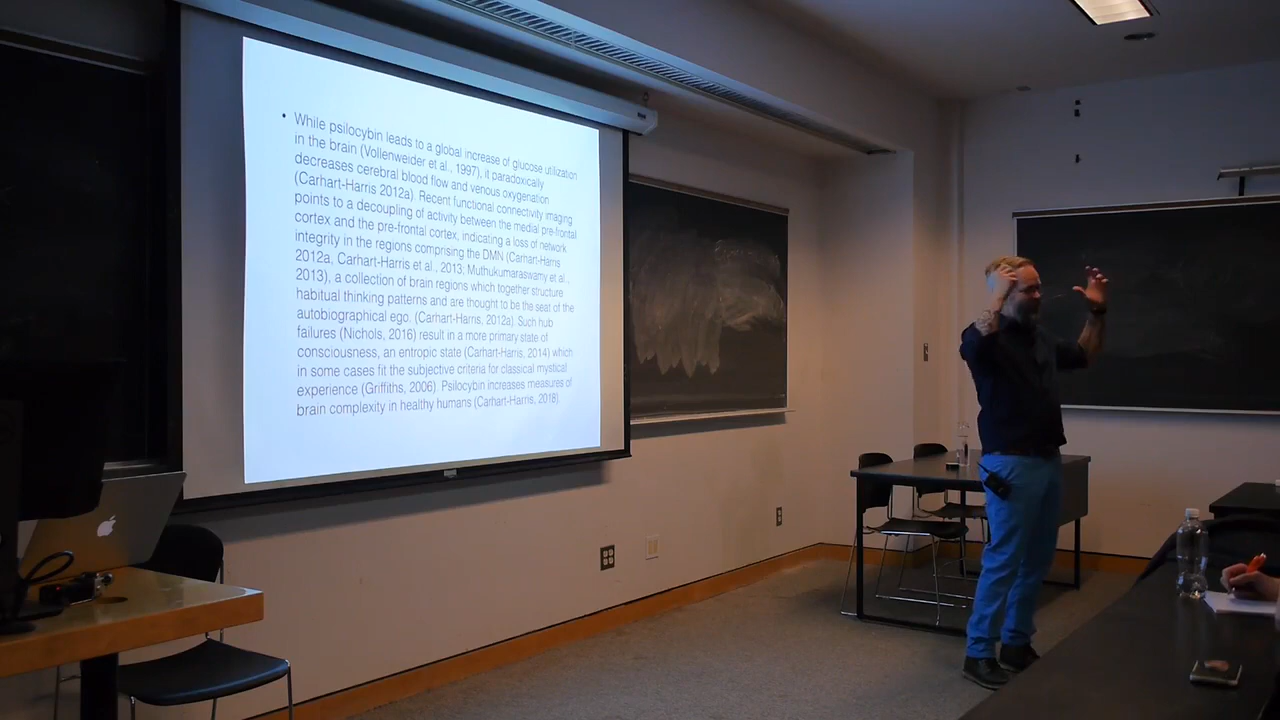 • While psilocybin leads to a global increase of glucose utilization
in the brain (Vollenweider et al., 1997), it paradoxically
decreases cerebral blood flow and venous oxygenation
(Carhart-Harris 2012a). Recent functional connectivity imaging
points to a decoupling of activity between the medial pre-frontal
cortex and the pre-frontal cortex, indicating a loss of network
integrity in the regions comprising the DMN (Carhart-Harris
2012a, Carhart-Harris et al., 2013; Muthukumaraswamy et al.,
2013), a collection of brain regions which together structure
habitual thinking patterns and are thought to be the seat of the
autobiographical ego. (Carhart-Harris, 2012a). Such hub
failures (Nichols, 2016) result in a more primary state of
consciousness, an entropic state (Carhart-Harris, 2014) which
in some cases fit the subjective criteria for classical mystical
experience (Griffiths, 2006). Psilocybin increases measures of
brain complexity in healthy humans (Carhart-Harris, 2018).